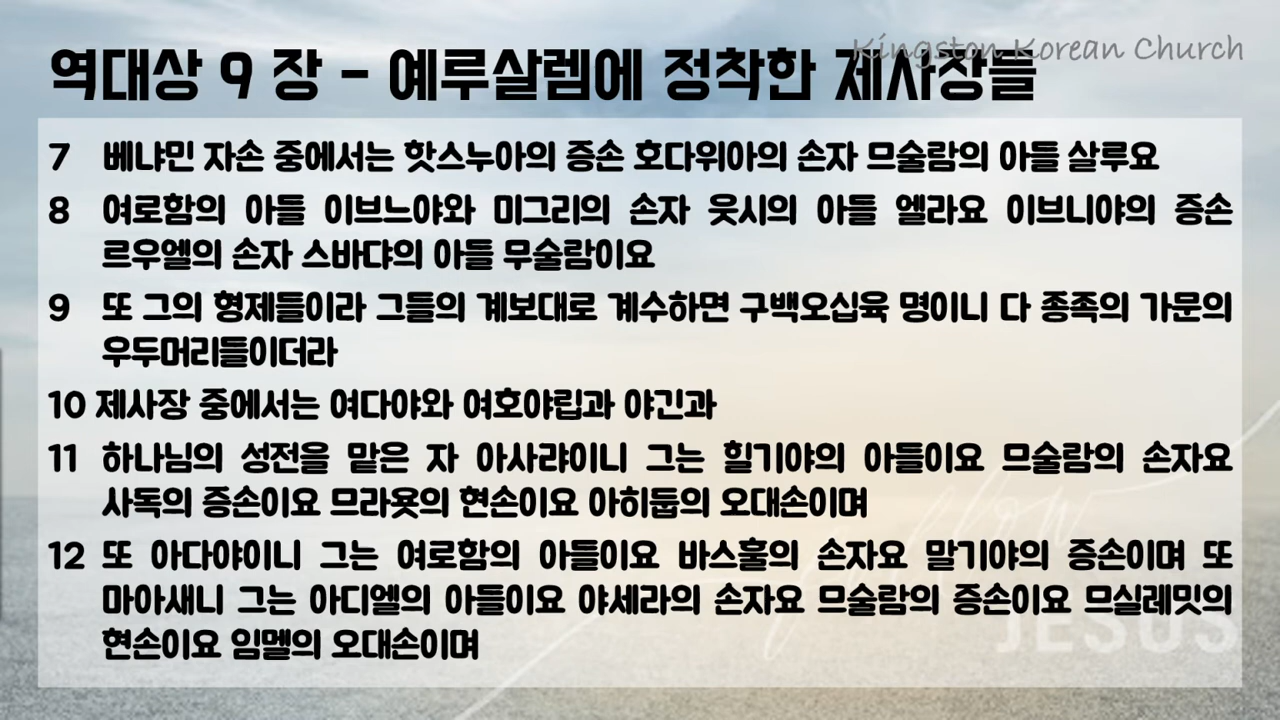 Kingston Korean Church
역대상 9 장 - 예루살렘에 정착한 제사장들
7 베냐민 자손 중에서는 핫스누아의 증손 호다위아의 손자 므술람의 아들 살루요
8 여로함의 아들 이브느야와 미그리의 손자 웃시의 아들 엘라요 이브니야의 증손
르우엘의 손자 스바댜의 아들 무술람이요
9 또 그의 형제들이라 그들의 계보대로 계수하면 구백오십육 명이니 다 종족의 가문의
우두머리들이더라
10 제사장 중에서는 여다야와 여호야립과 야긴과
11 하나님의 성전을 맡은 자 아사랴이니 그는 힐기야의 아들이요 므술람의 손자요
사독의 증손이요 므라욧의 현손이요 아히둡의 오대손이며
12 또 아다야이니 그는 여로함의 아들이요 바스훌의 손자요 말기야의 증손이며 또
마아새니 그는 아디엘의 아들이요 야세라의 손자요 므술람의 증손이요 므실레밋의
현손이요 임멜의 오대손이며
follow
JESUS